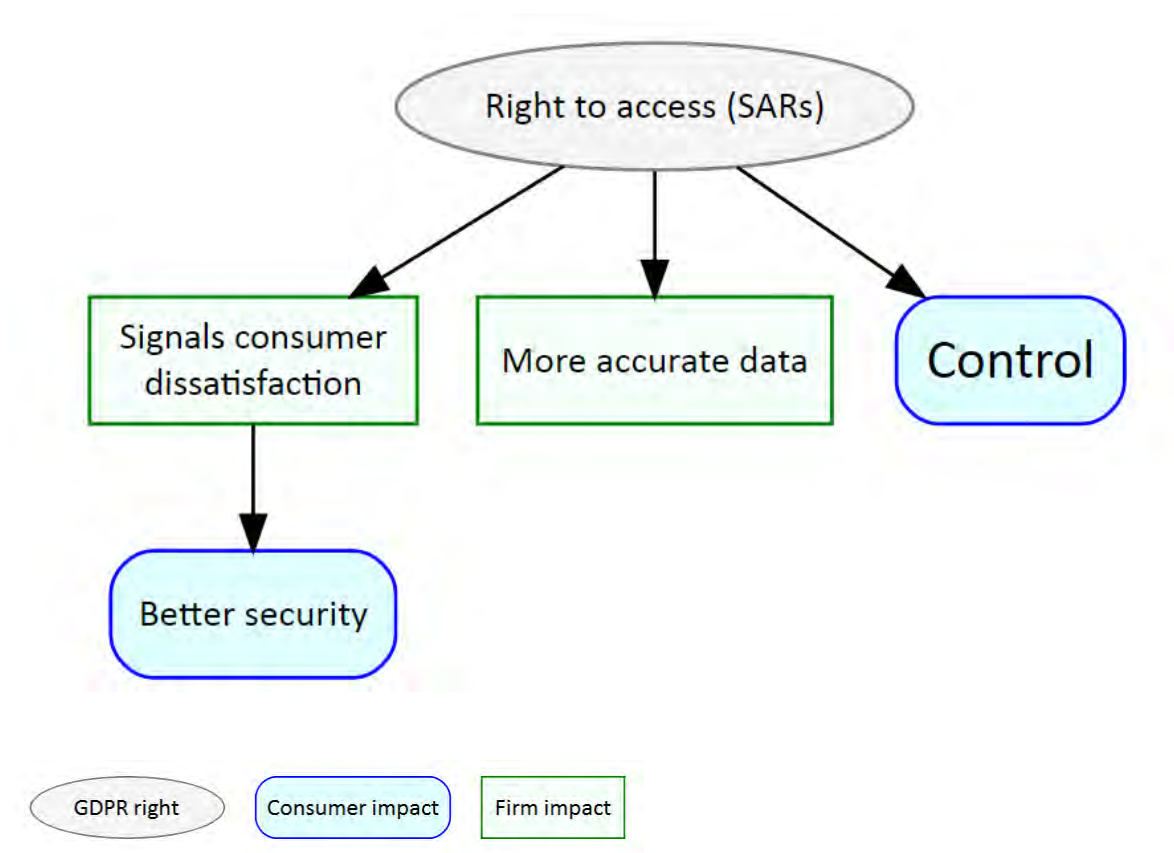 Right to access (SARs)
Signals consumer
dissatisfaction
More accurate data
Control
Better security
GDPR right
Consumer impact
Firm impact